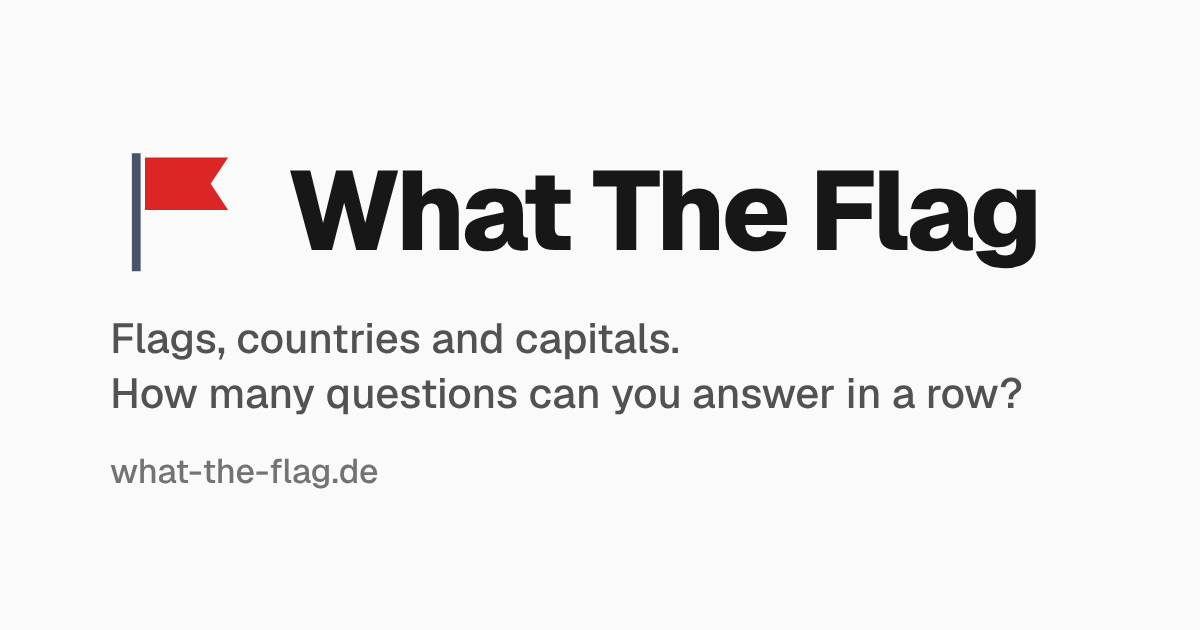 What The Flag
Flags, countries and capitals.
How many questions can you answer in a row?
what-the-flag.de